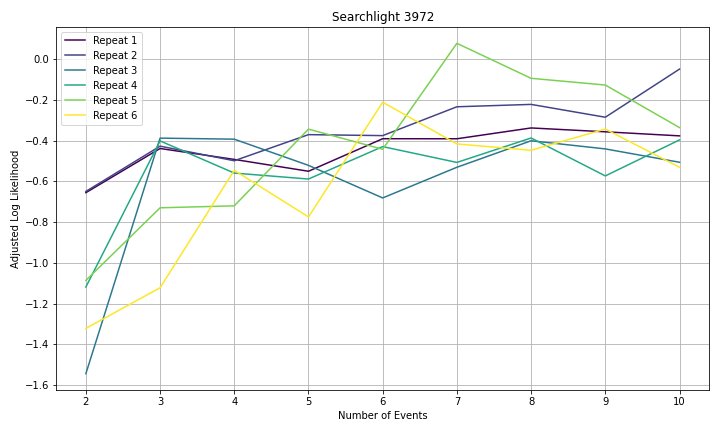 Searchlight 3972
Repeat 1
Repeat 2
Repeat 3
Repeat 4
Repeat 5
Repeat 6
Adjusted Log Likelihood
0.0
−0.2
−0.4
−0.6
−0.8
−1.0
−1.2
−1.4
−1.6
2 3 4 5 6 7 8 9 10
Number of Events